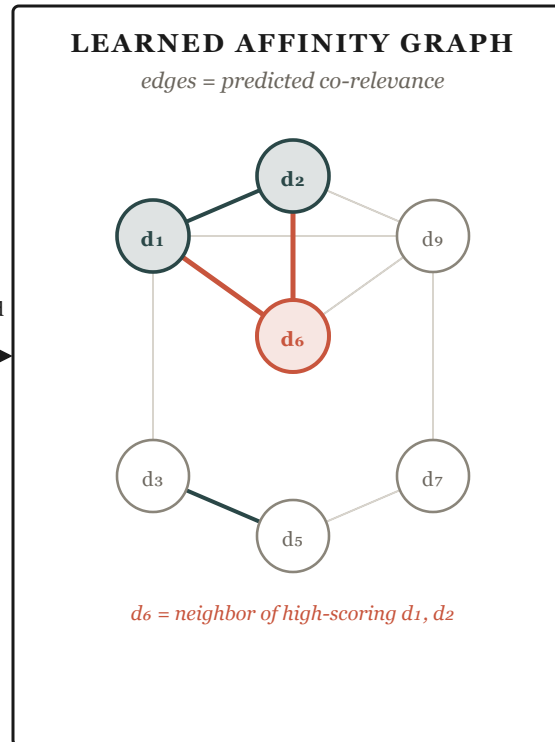 LEARNED AFFINITY GRAPH
edges = predicted co-relevance
d2
d1
d9
d6
d3
d7
d5
d6 = neighbor of high-scoring d1, d2